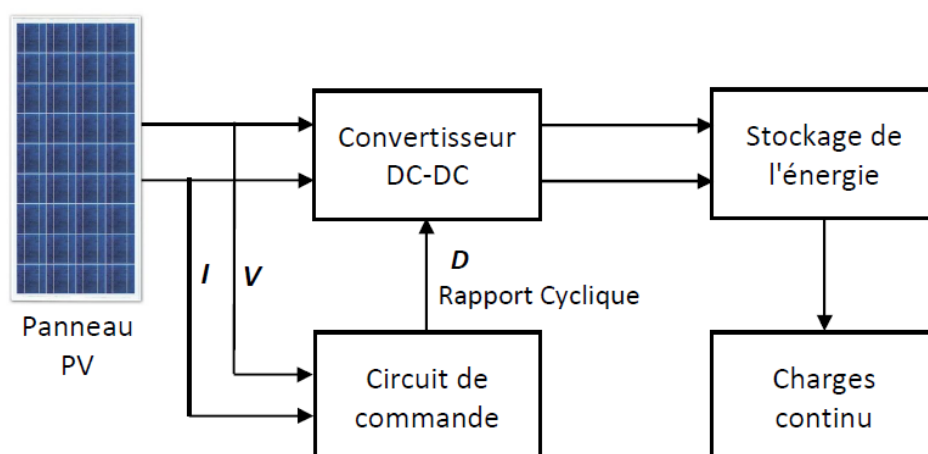 Convertisseur
DC-DC
Stockage de
l'énergie
I
V
D
Rapport Cyclique
Panneau
PV
Circuit de
commande
Charges
continu